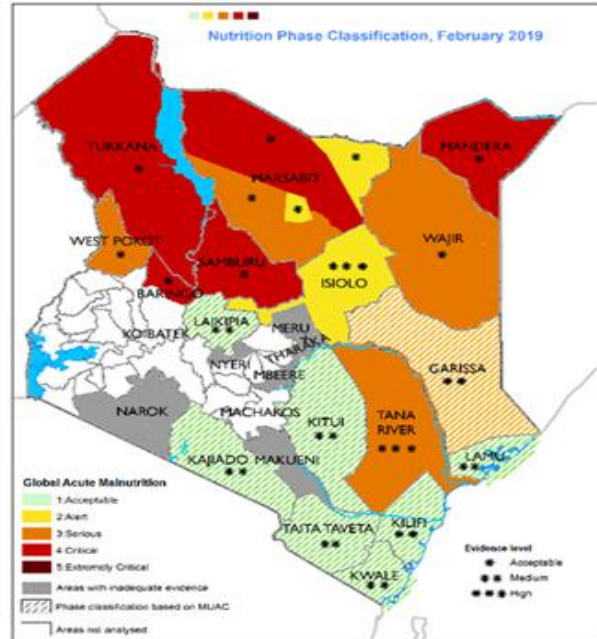 Nutrition Phase Classification, February 2019
TURKANA
MANDERA
MARSABIT
WEST POKOT
WAJIR
SAMBURU
ISIOLO
BARINGO
LAIKIPIA
MERU
KOIBATEK
THARAKA
GARISSA
NYERI
MBEERE
NAROK
MACHAKOS
KITUI
TANA
RIVER
LAMU
KAJIADO
MAKUENI
TAITA TAVETA
KILIFI
KWALE
Global Acute Malnutrition
1:Acceptable
2:Alert
3:Serious
4:Critical
5:Extremely Critical
Areas with inadequate evidence
Phase classification based on MUAC
Areas not analysed
Evidence level
Acceptable
Medium
High